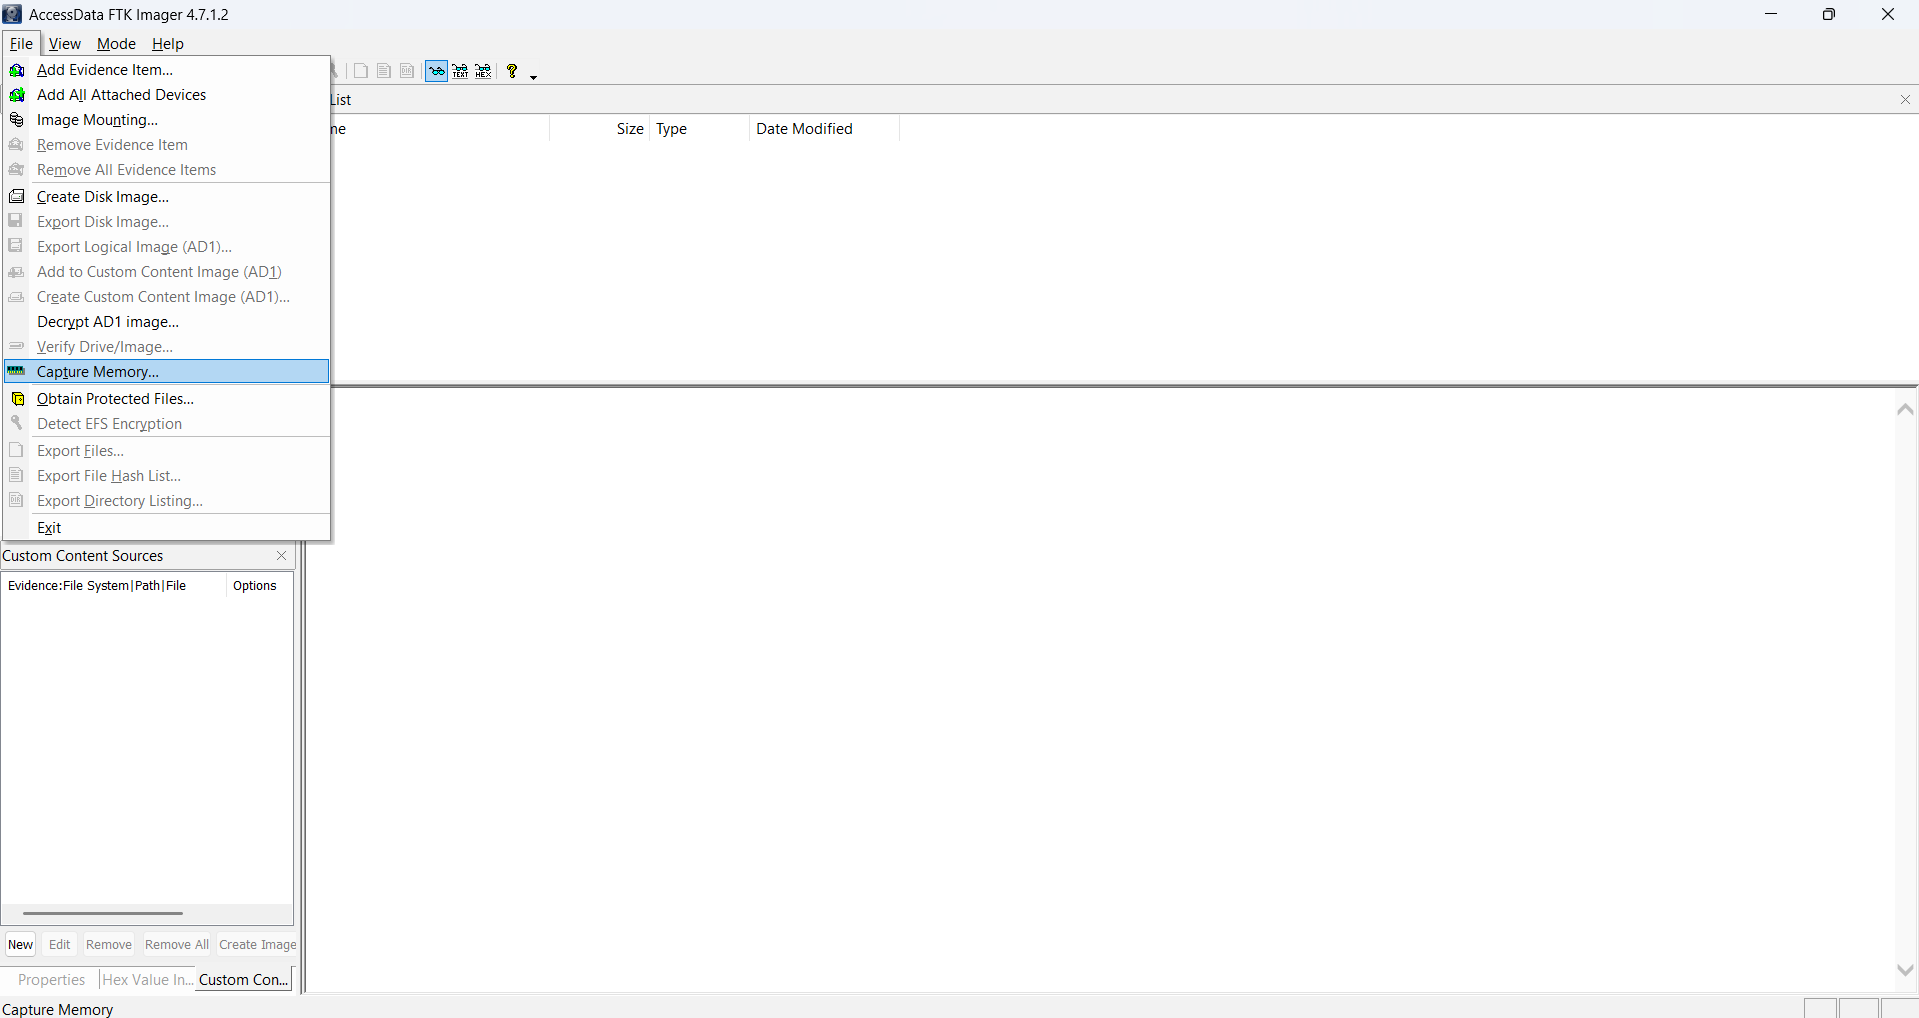 AccessData FTK Imager 4.7.1.2
File View Mode Help
Add Evidence Item...
Add All Attached Devices
Image Mounting...
Remove Evidence Item
Remove All Evidence Items
Create Disk Image...
Export Disk Image...
Export Logical Image (AD1)...
Add to Custom Content Image (AD1)
Create Custom Content Image (AD1)...
Decrypt AD1 image...
Verify Drive/Image...
Capture Memory...
Obtain Protected Files...
Detect EFS Encryption
Export Files...
Export File Hash List...
Export Directory Listing...
Exit
TEXT HEX ?
List
me Size Type Date Modified
Custom Content Sources
Evidence:File System|Path|File Options
New Edit Remove Remove All Create Image
Properties Hex Value In... Custom Con...
Capture Memory